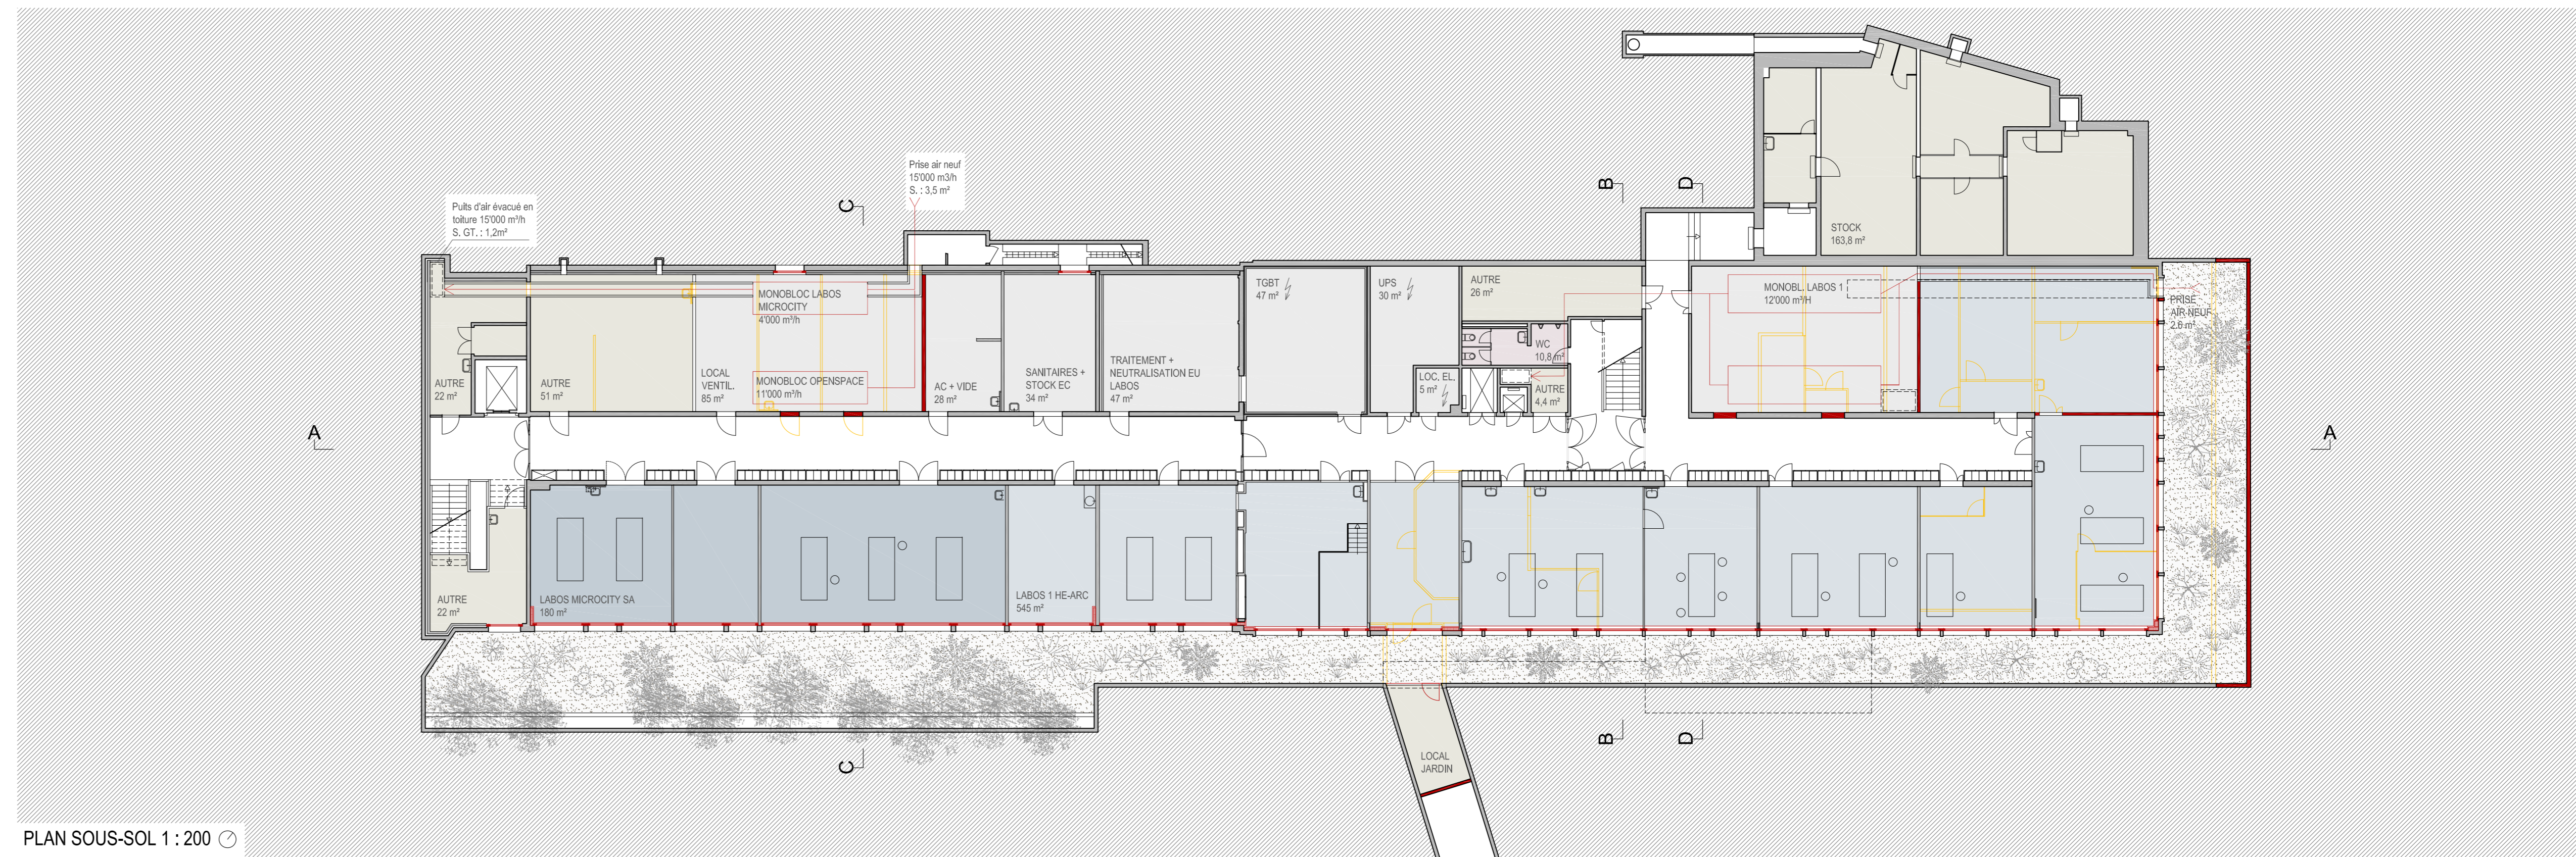 Prise air neuf
15'000 m3/h
S. : 3,5 m²
Puits d'air évacué en
toiture 15'000 m³/h
S. GT. : 1,2m²
C
B
D
STOCK
163,8 m²
MONOBLOC LABOS
MICROCITY
4'000 m³/h
TGBT
47 m²
UPS
30 m²
AUTRE
26 m²
MONOBL. LABOS 1
12'000 m³/H
PRISE
AIR NEUF
2.6 m²
WC
10,8 m²
AUTRE
22 m²
AUTRE
51 m²
LOCAL
VENTIL.
85 m²
MONOBLOC OPENSPACE
11'000 m³/h
AC + VIDE
28 m²
SANITAIRES +
STOCK EC
34 m²
TRAITEMENT +
NEUTRALISATION EU
LABOS
47 m²
LOC. EL.
5 m²
AUTRE
4,4 m²
A
A
AUTRE
22 m²
LABOS MICROCITY SA
180 m²
LABOS 1 HE-ARC
545 m²
C
B
D
LOCAL
JARDIN
PLAN SOUS-SOL 1 : 200